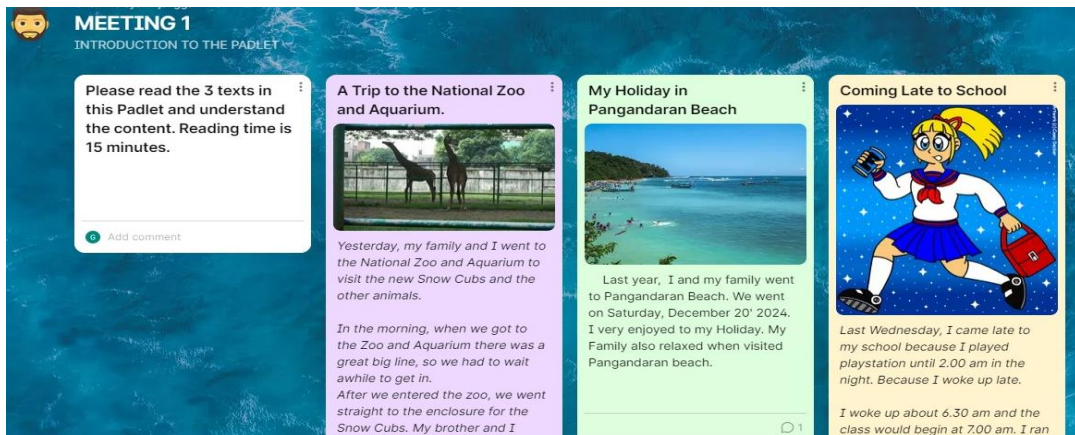 MEETING 1
INTRODUCTION TO THE PADLET
Please read the 3 texts in
this Padlet and understand
the content. Reading time is
15 minutes.
G Add comment
A Trip to the National Zoo
and Aquarium.
Yesterday, my family and I went to
the National Zoo and Aquarium to
visit the new Snow Cubs and the
other animals.
In the morning, when we got to
the Zoo and Aquarium there was a
great big line, so we had to wait
awhile to get in.
After we entered the zoo, we went
straight to the enclosure for the
Snow Cubs. My brother and I
My Holiday in
Pangandaran Beach
Last year, I and my family went
to Pangandaran Beach. We went
on Saturday, December 20' 2024.
I very enjoyed to my Holiday. My
Family also relaxed when visited
Pangandaran beach.
1
Coming Late to School
Last Wednesday, I came late to
my school because I played
playstation until 2.00 am in the
night. Because I woke up late.
I woke up about 6.30 am and the
class would begin at 7.00 am. I ran